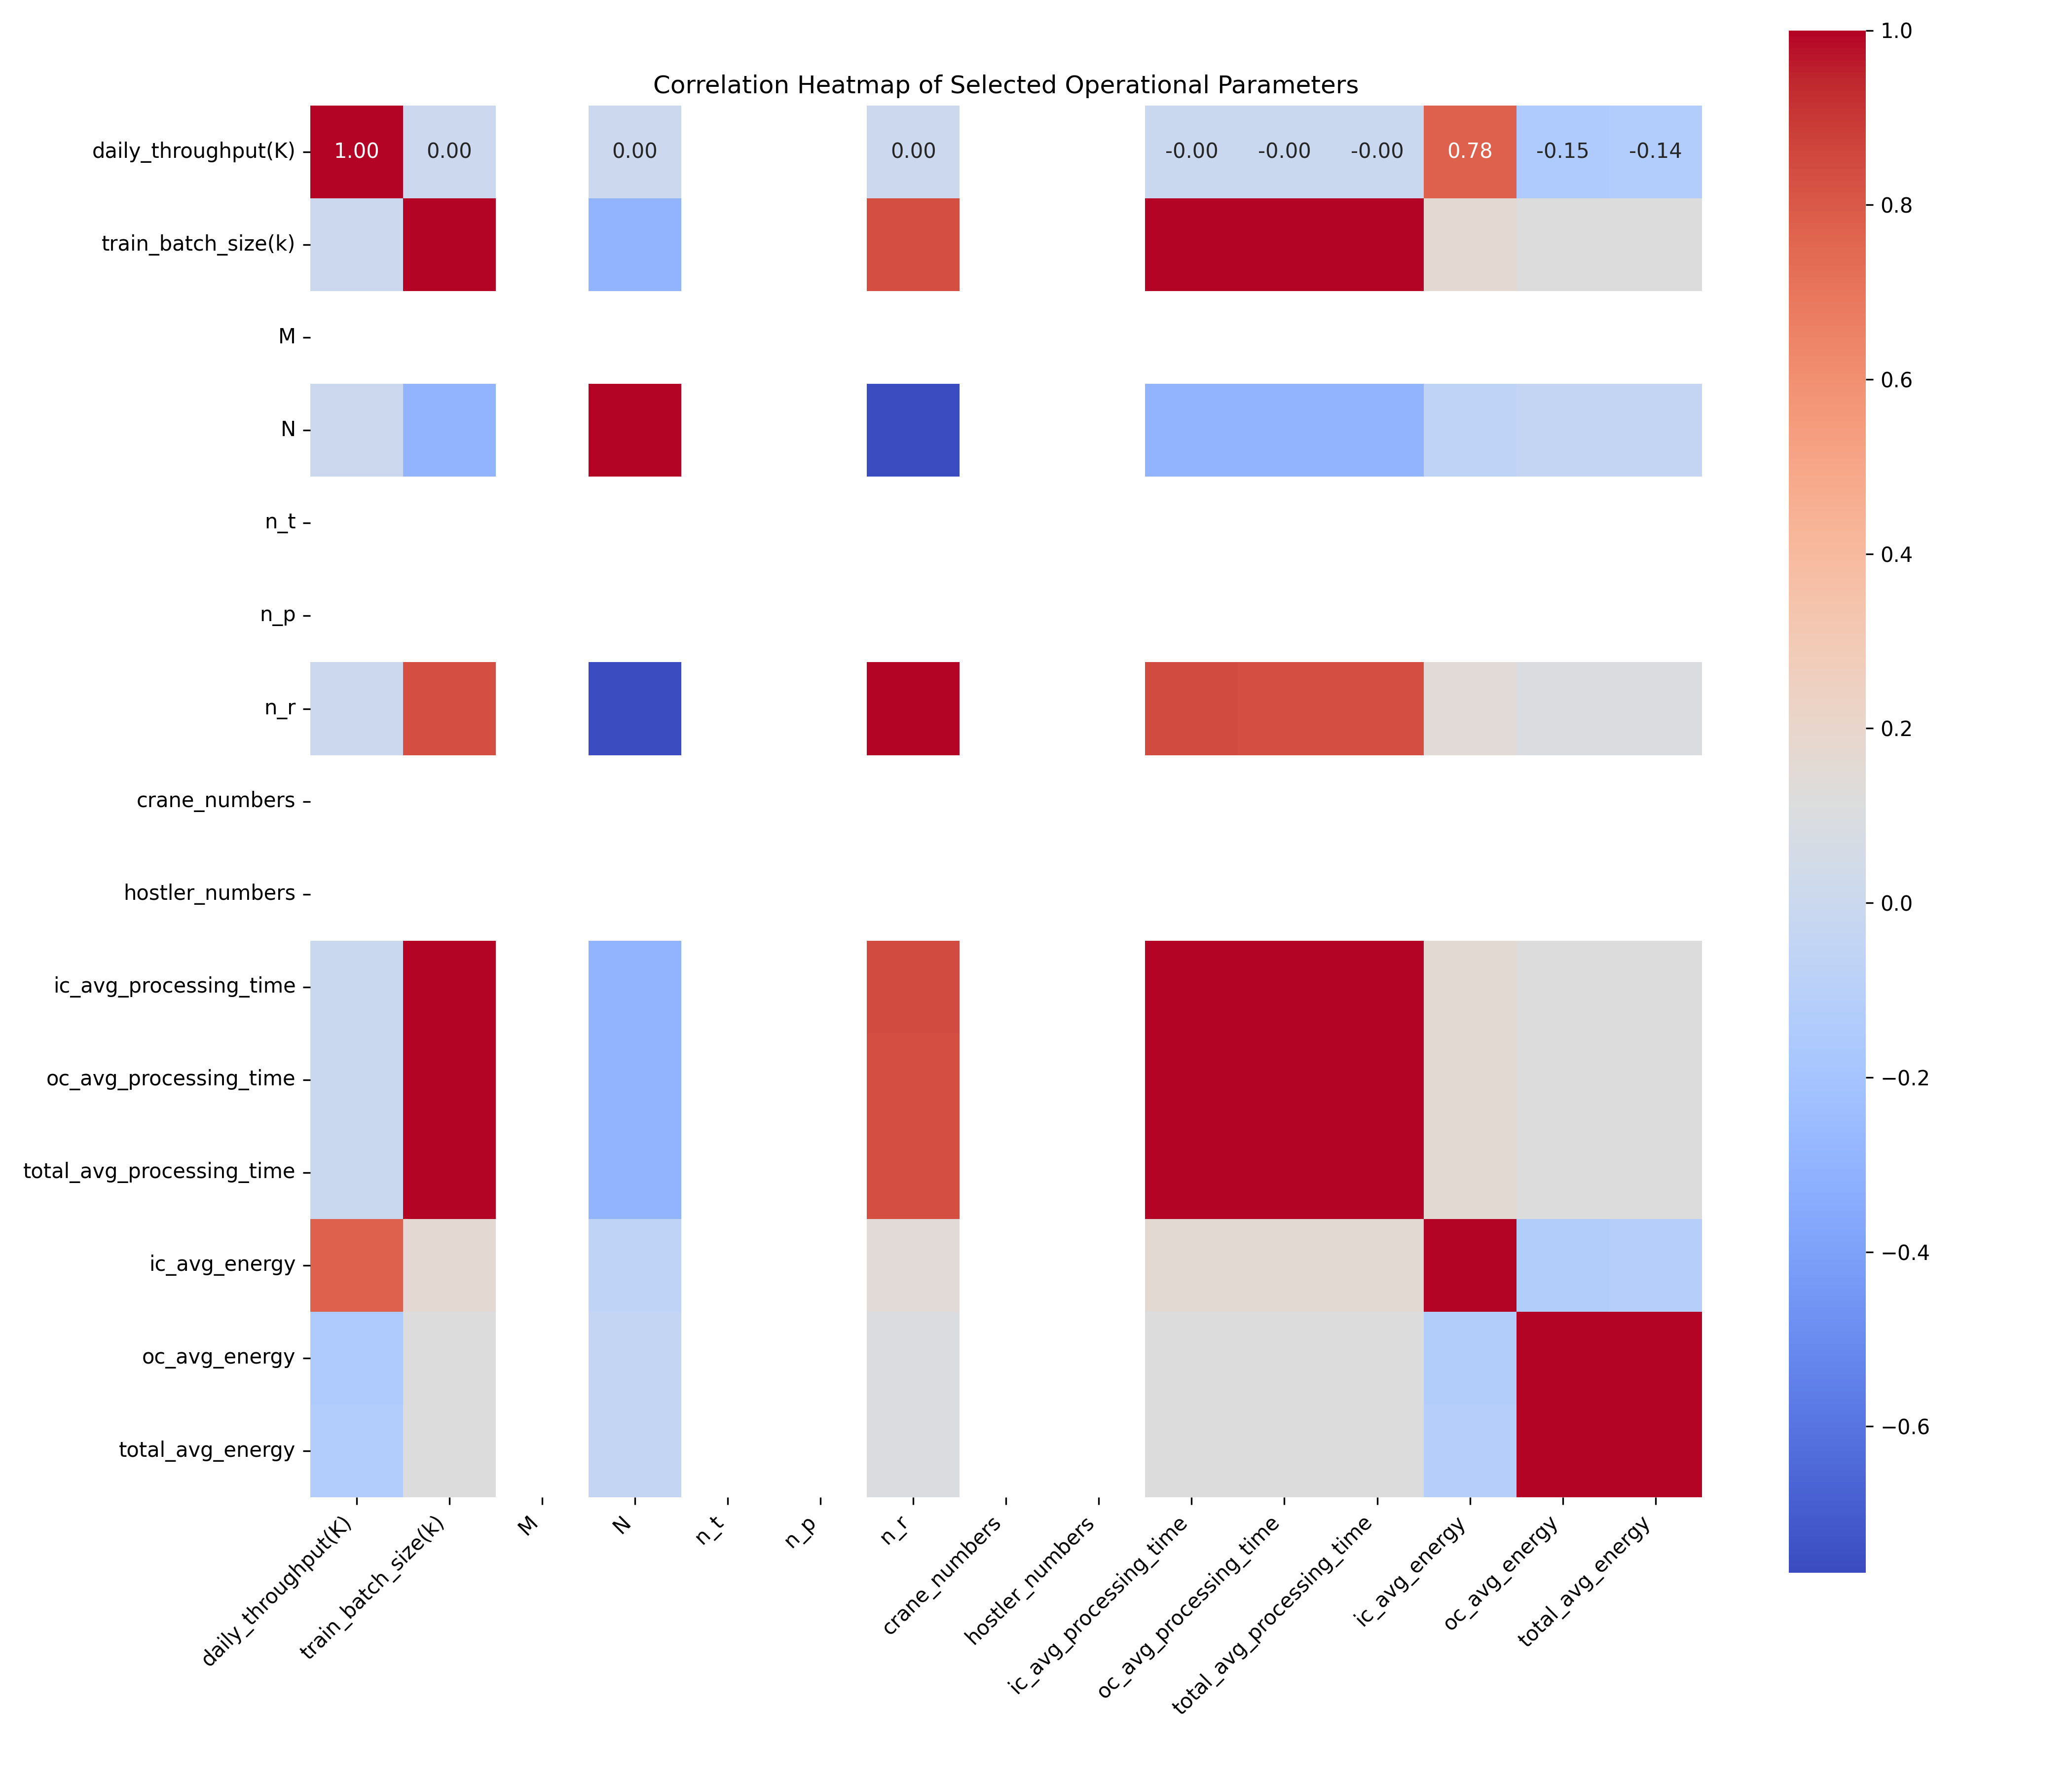 Correlation Heatmap of Selected Operational Parameters
daily_throughput(K) 1.00 0.00 0.00 0.00 -0.00 -0.00 -0.00 0.78 -0.15 -0.14
train_batch_size(k)
M
N
n_t
n_p
n_r
crane_numbers
hostler_numbers
ic_avg_processing_time
oc_avg_processing_time
total_avg_processing_time
ic_avg_energy
oc_avg_energy
total_avg_energy
daily_throughput(K)
train_batch_size(k)
M
N
n_t
n_p
n_r
crane_numbers
hostler_numbers
ic_avg_processing_time
oc_avg_processing_time
total_avg_processing_time
ic_avg_energy
oc_avg_energy
total_avg_energy
1.0
0.8
0.6
0.4
0.2
0.0
−0.2
−0.4
−0.6